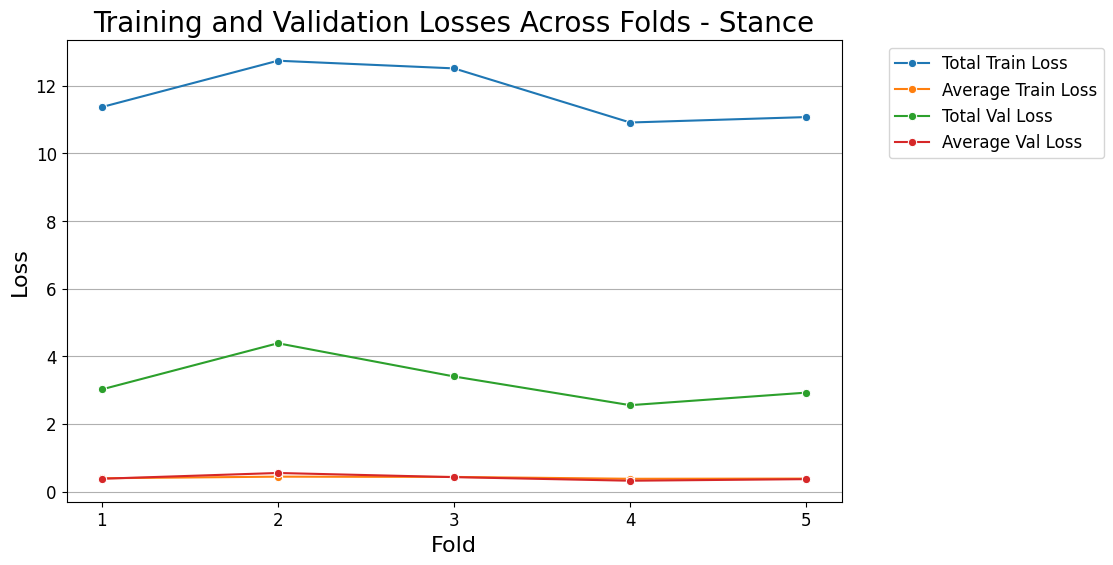 Training and Validation Losses Across Folds - Stance
Total Train Loss
Average Train Loss
Total Val Loss
Average Val Loss
Loss
12
10
8
6
4
2
0
1 2 3 4 5
Fold